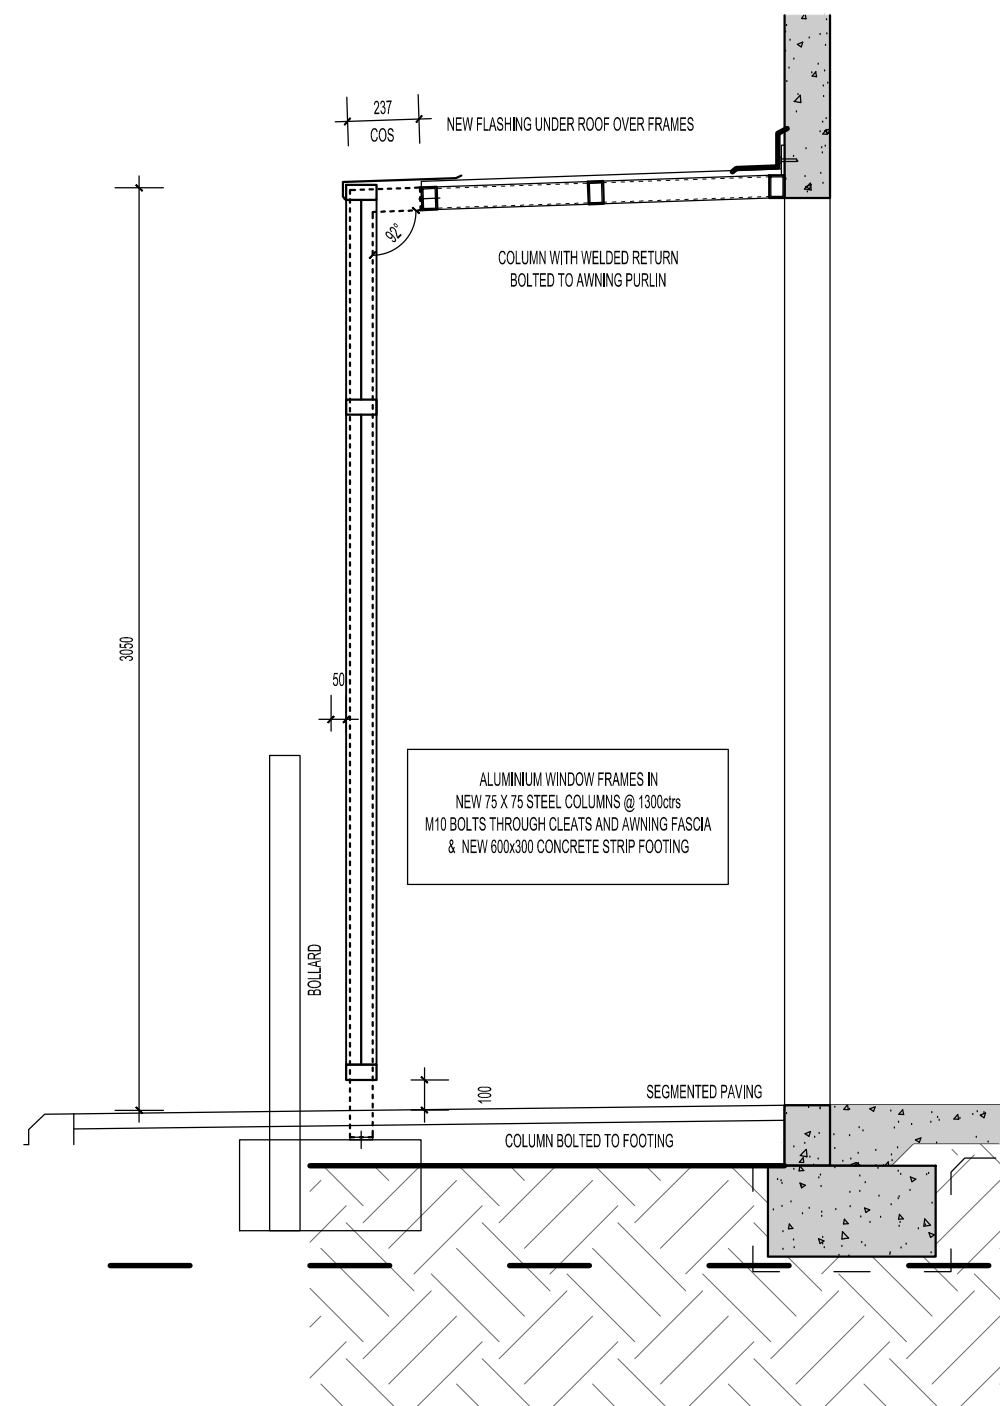 237
COS
NEW FLASHING UNDER ROOF OVER FRAMES
92°
COLUMN WITH WELDED RETURN
BOLTED TO AWNING PURLIN
3050
50
ALUMINIUM WINDOW FRAMES IN
NEW 75 X 75 STEEL COLUMNS @ 1300ctrs
M10 BOLTS THROUGH CLEATS AND AWNING FASCIA
& NEW 600x300 CONCRETE STRIP FOOTING
BOLLARD
100
SEGMENTED PAVING
COLUMN BOLTED TO FOOTING